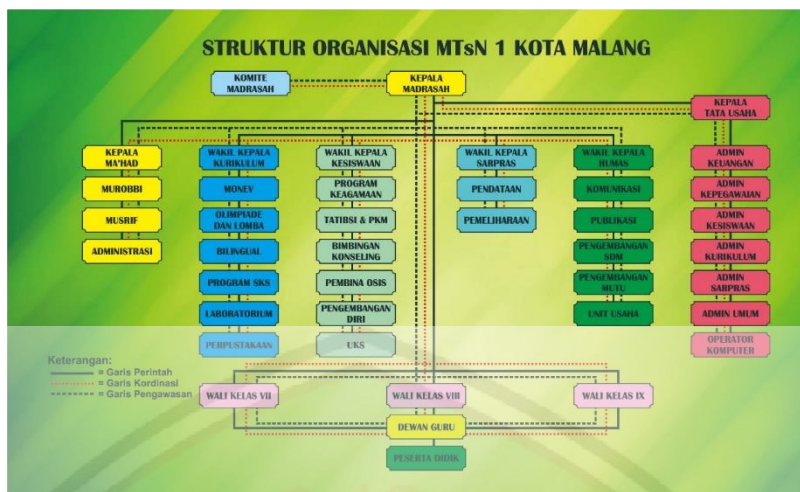 STRUKTUR ORGANISASI MTsN 1 KOTA MALANG
KOMITE
MADRASAH
KEPALA
MADRASAH
KEPALA
TATA USAHA
KEPALA
MA'HAD
MUROBBI
MUSRIF
ADMINISTRASI
WAKIL KEPALA
KURIKULUM
MONEV
OLIMPIADE
DAN LOMBA
BILINGUAL
PROGRAM SKS
LABORATORIUM
PERPUSTAKAAN
WAKIL KEPALA
KESISWAAN
PROGRAM
KEAGAMAAN
TATIBSI & PKM
BIMBINGAN
KONSELING
PEMBINA OSIS
PENGEMBANGAN
DIRI
UKS
WAKIL KEPALA
SARPRAS
PENDATAAN
PEMELIHARAAN
WAKIL KEPALA
HUMAS
KOMUNIKASI
PUBLIKASI
PENGEMBANGAN
SDM
PENGEMBANGAN
MUTU
UNIT USAHA
ADMIN
KEUANGAN
ADMIN
KEPEGAWAIAN
ADMIN
KESISWAAN
ADMIN
KURIKULUM
ADMIN
SARPRAS
ADMIN UMUM
OPERATOR
KOMPUTER
Keterangan:
= Garis Perintah
= Garis Kordinasi
= Garis Pengawasan
WALI KELAS VII
WALI KELAS VIII
WALI KELAS IX
DEWAN GURU
PESERTA DIDIK